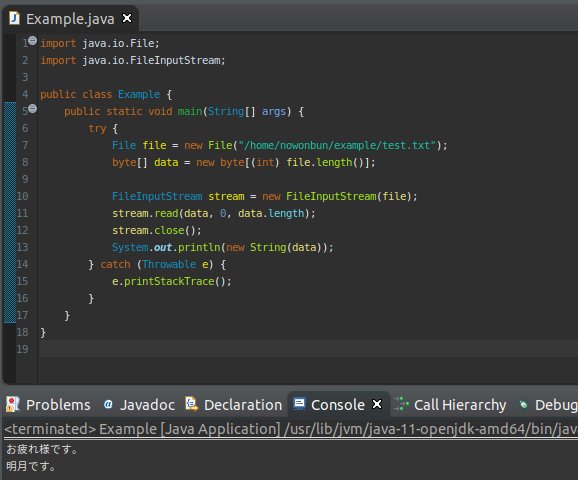 Example.java
1 import java.io.File;
2 import java.io.FileInputStream;
3
4 public class Example {
5     public static void main(String[] args) {
6         try {
7             File file = new File("/home/nowonbun/example/test.txt");
8             byte[] data = new byte[(int) file.length()];
9
10             FileInputStream stream = new FileInputStream(file);
11             stream.read(data, 0, data.length);
12             stream.close();
13             System.out.println(new String(data));
14         } catch (Throwable e) {
15             e.printStackTrace();
16         }
17     }
18 }
19
Problems @ Javadoc Declaration Console Call Hierarchy Debug
<terminated> Example [Java Application] /usr/lib/jvm/java-11-openjdk-amd64/bin/jav
お疲れ様です。
明月です。